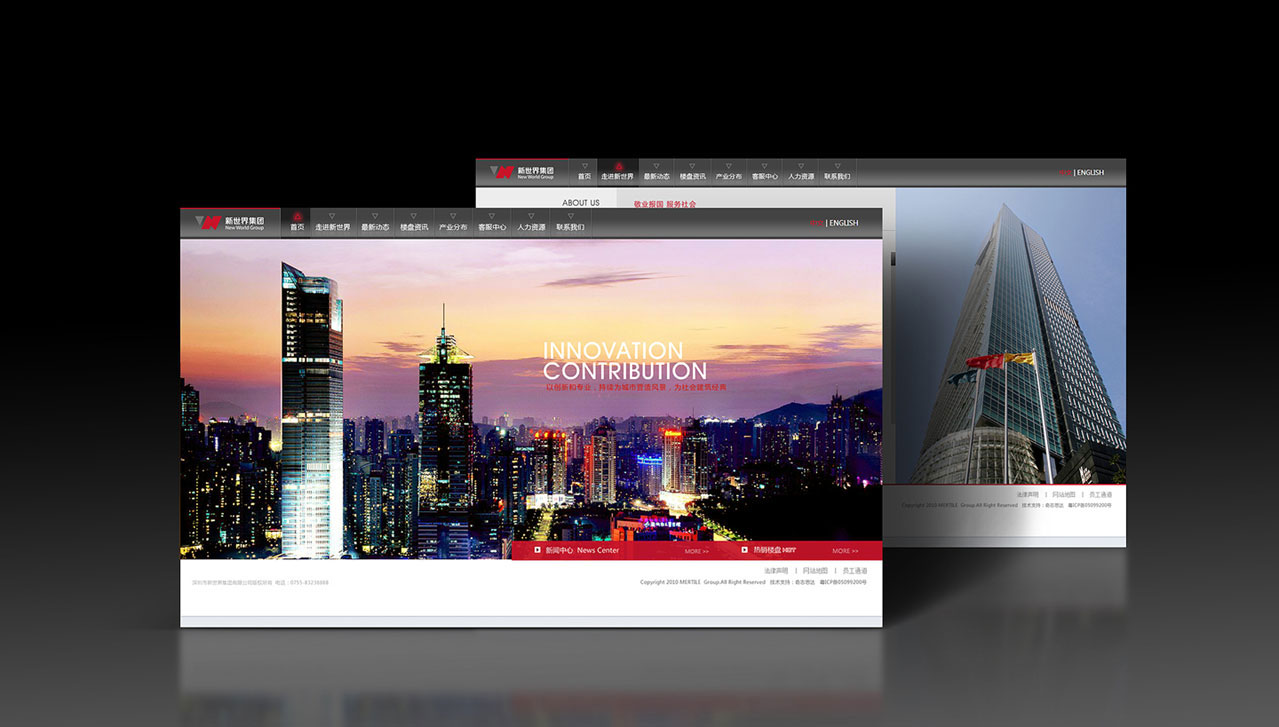 新世界集团
New World Group
首页 走进新世界 最新动态 楼盘资讯 产业分布 客服中心 人力资源 联系我们
| ENGLISH
ABOUT US
敬业报国 服务社会
新世界集团
New World Group
首页 走进新世界 最新动态 楼盘资讯 产业分布 客服中心 人力资源 联系我们
| ENGLISH
INNOVATION
CONTRIBUTION
以创新和专业，持续为城市营造风景，为社会建筑经典
法律声明 | 网站地图 | 员工通道
Copyright 2010 MERTILE Group.All Right Reserved 技术支持：奇志思达 粤ICP备05099200号
新闻中心 News Center MORE >> 热销楼盘 HOT MORE >>
法律声明 | 网站地图 | 员工通道
深圳市新世界集团有限公司版权所有 电话：0755-83236888
Copyright 2010 MERTILE Group.All Right Reserved 技术支持：奇志思达 粤ICP备05099200号